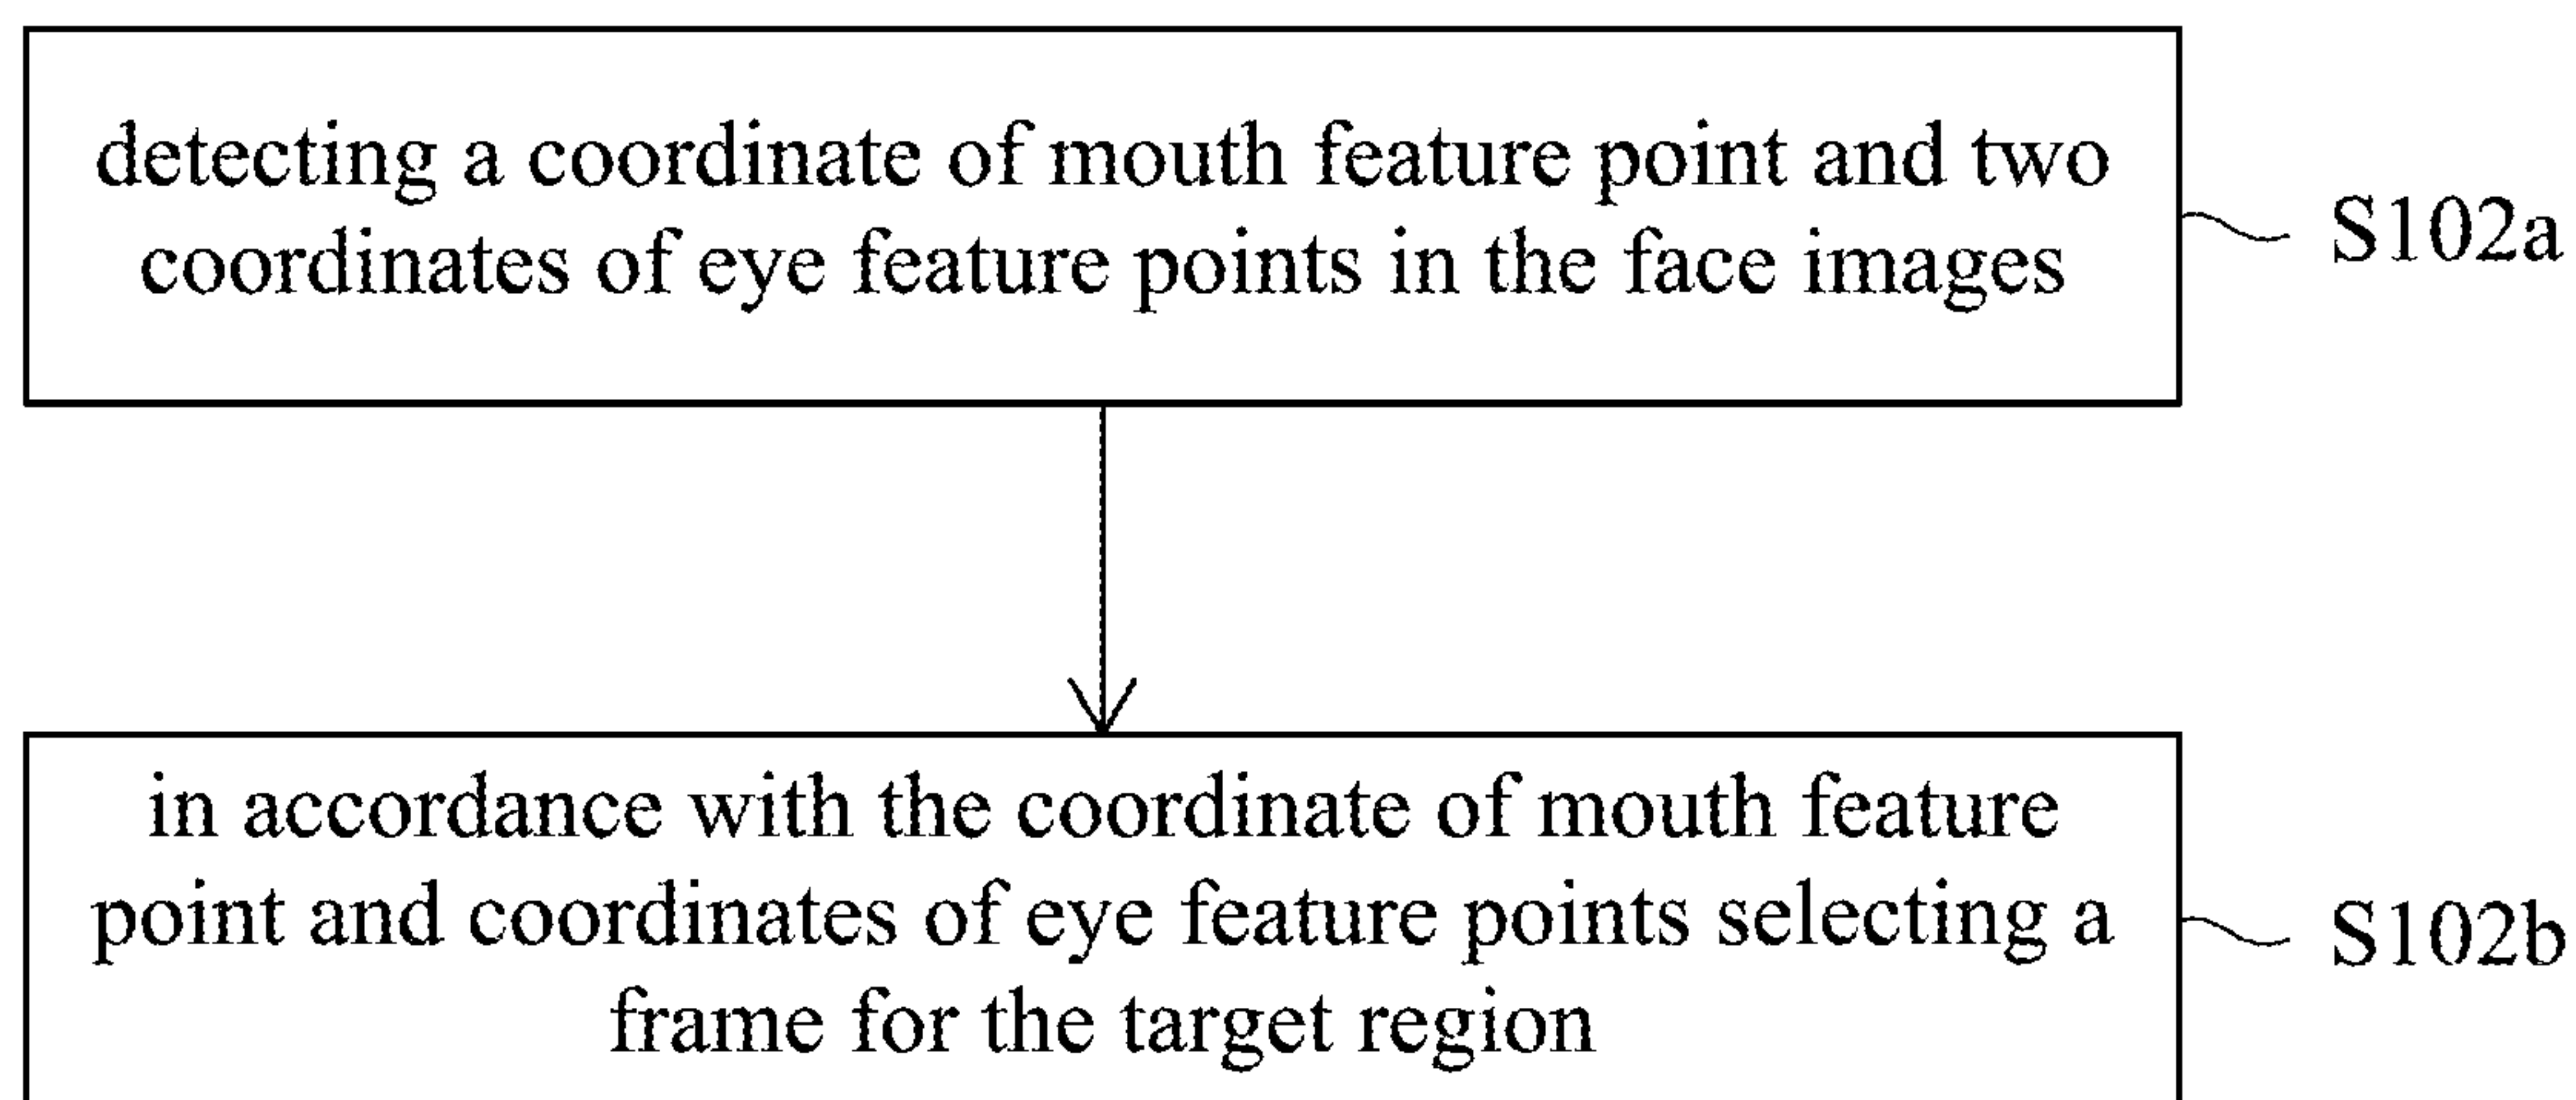 detecting a coordinate of mouth feature point and two
coordinates of eye feature points in the face images
S102a
in accordance with the coordinate of mouth feature
point and coordinates of eye feature points selecting a
frame for the target region
S102b